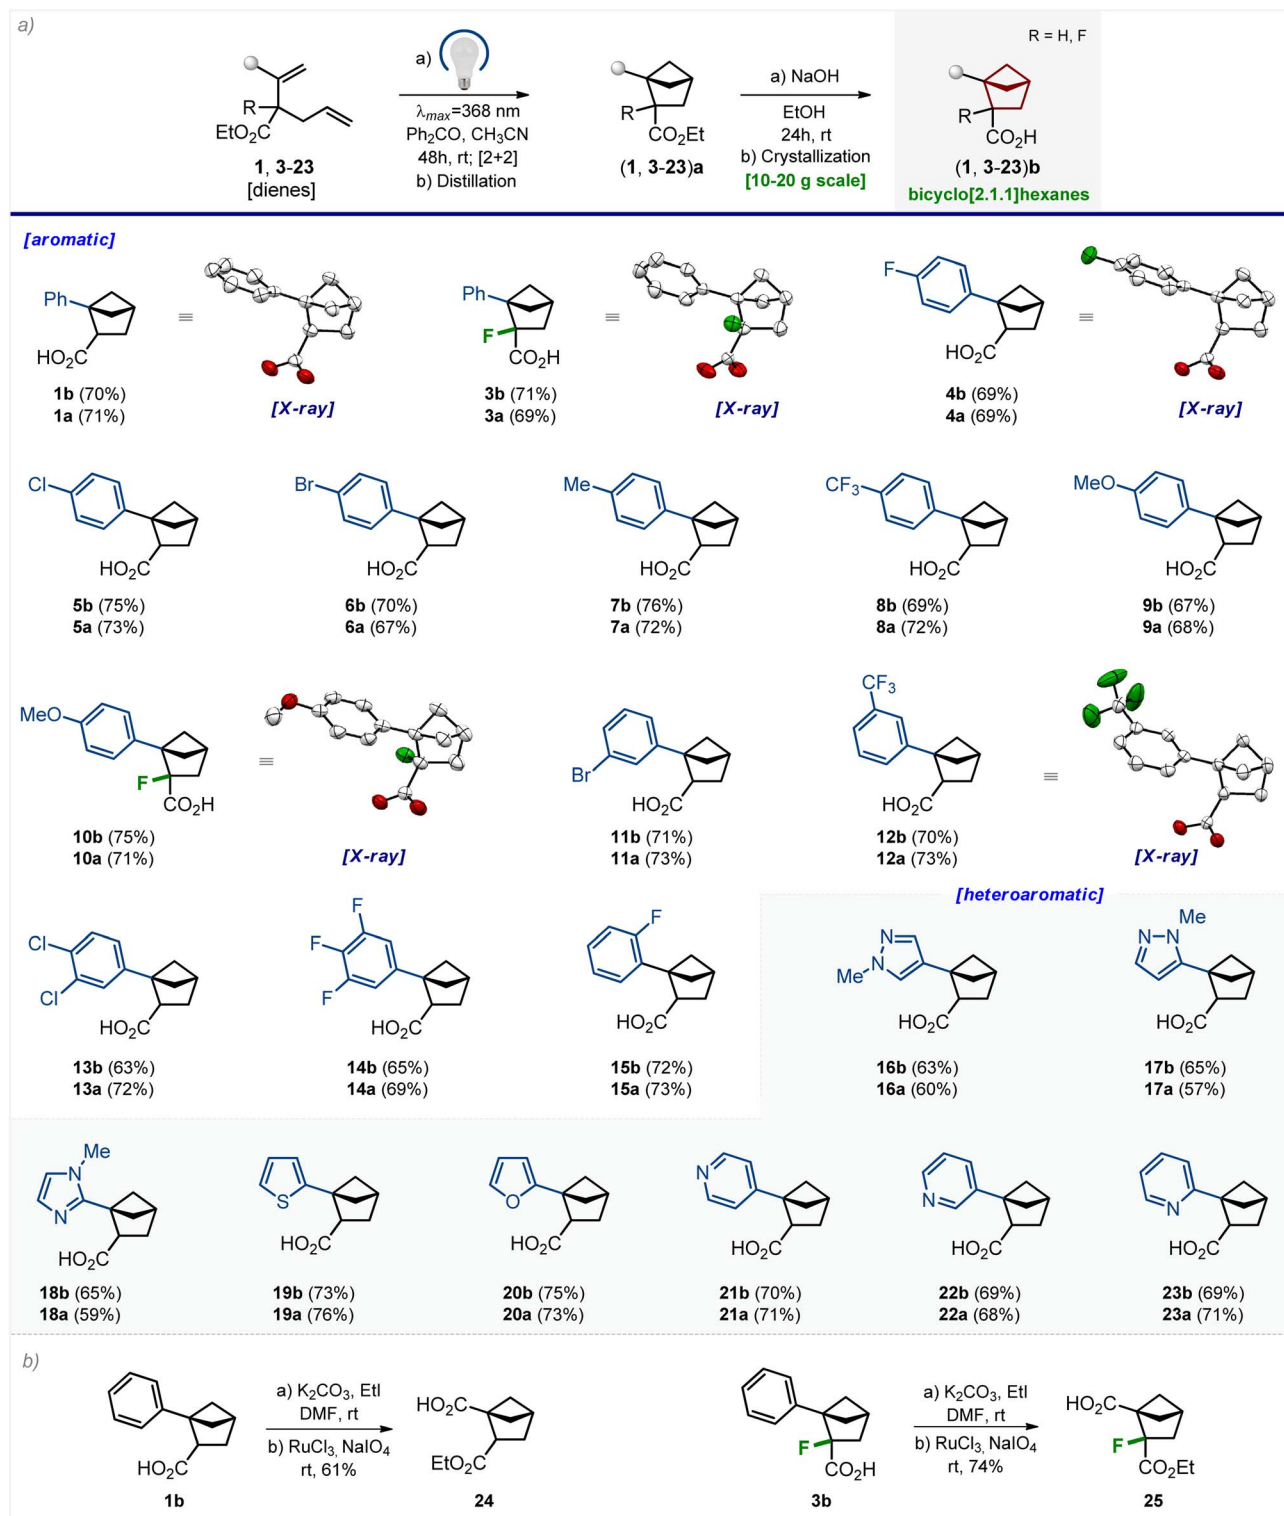 a)
R = H, F
R
EtO₂C
1, 3-23
[dienes]
a)
λmax=368 nm
Ph₂CO, CH₃CN
48h, rt; [2+2]
b) Distillation
R
CO₂Et
(1, 3-23)a
a) NaOH
EtOH
24h, rt
b) Crystallization
[10-20 g scale]
R
CO₂H
(1, 3-23)b
bicyclo[2.1.1]hexanes
[aromatic]
Ph
HO₂C
≡
1b (70%)
1a (71%)
[X-ray]
Ph
F
CO₂H
≡
3b (71%)
3a (69%)
[X-ray]
F
HO₂C
≡
4b (69%)
4a (69%)
[X-ray]
Cl
HO₂C
5b (75%)
5a (73%)
Br
HO₂C
6b (70%)
6a (67%)
Me
HO₂C
7b (76%)
7a (72%)
CF₃
HO₂C
8b (69%)
8a (72%)
MeO
HO₂C
9b (67%)
9a (68%)
MeO
F
CO₂H
≡
10b (75%)
10a (71%)
[X-ray]
Br
HO₂C
11b (71%)
11a (73%)
CF₃
HO₂C
≡
12b (70%)
12a (73%)
[X-ray]
Cl
Cl
HO₂C
13b (63%)
13a (72%)
F
F
F
HO₂C
14b (65%)
14a (69%)
F
HO₂C
15b (72%)
15a (73%)
[heteroaromatic]
N
N
Me
HO₂C
16b (63%)
16a (60%)
Me
N
N
HO₂C
17b (65%)
17a (57%)
Me
N
N
HO₂C
18b (65%)
18a (59%)
S
HO₂C
19b (73%)
19a (76%)
O
HO₂C
20b (75%)
20a (73%)
N
HO₂C
21b (70%)
21a (71%)
N
HO₂C
22b (69%)
22a (68%)
N
HO₂C
23b (69%)
23a (71%)
b)
HO₂C
1b
a) K₂CO₃, EtI
DMF, rt
b) RuCl₃, NaIO₄
rt, 61%
HO₂C
EtO₂C
24
F
CO₂H
3b
a) K₂CO₃, EtI
DMF, rt
b) RuCl₃, NaIO₄
rt, 74%
HO₂C
F
CO₂Et
25